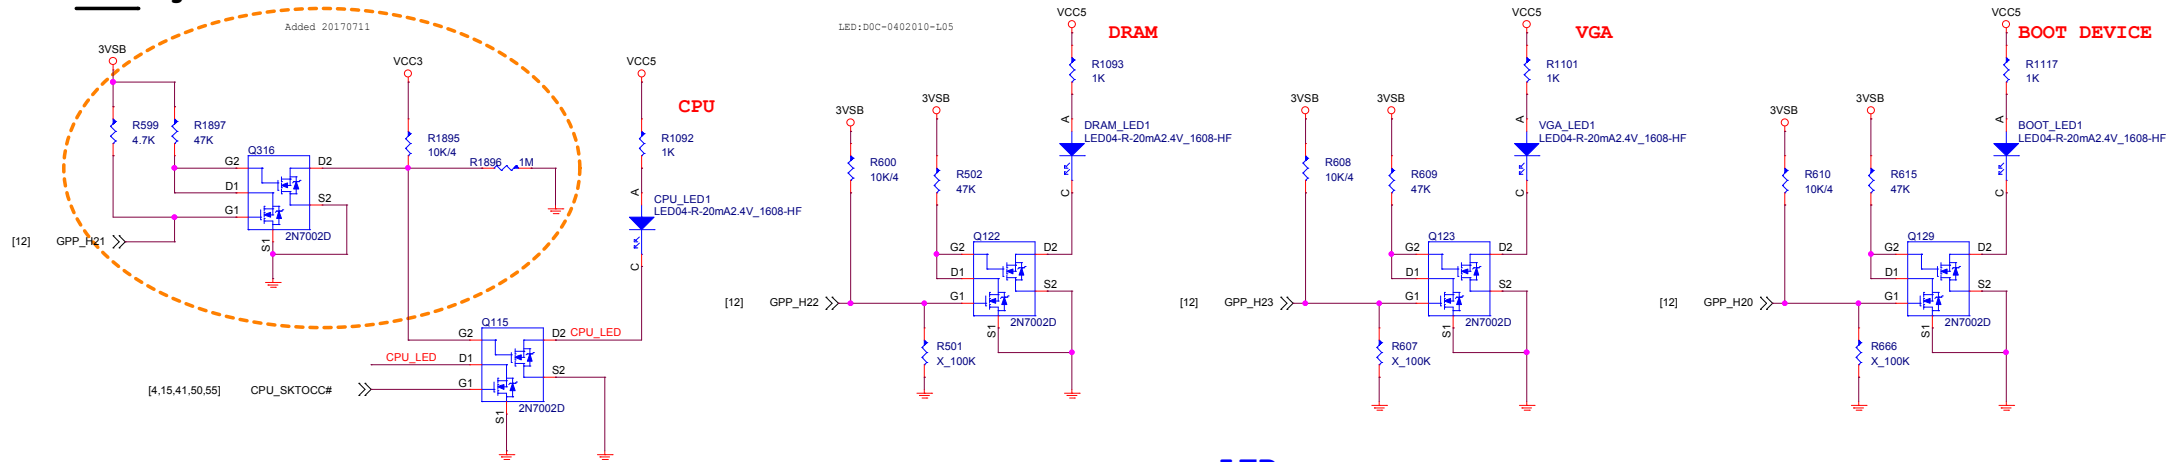 Added 20170711
3VSB
R599
4.7K
R1897
47K
Q316
G2
D1
G1
D2
S2
S1
2N7002D
[12] GPP_H21
VCC3
R1895
10K/4
R1896 1M
VCC5
CPU
R1092
1K
A
CPU_LED1
LED04-R-20mA2.4V_1608-HF
C
Q115
G2
D1
G1
D2
S2
S1
2N7002D
CPU_LED
CPU_LED
[4,15,41,50,55] CPU_SKTOCC#
LED:D0C-0402010-L05
VCC5
DRAM
R1093
1K
A
DRAM_LED1
LED04-R-20mA2.4V_1608-HF
C
3VSB
3VSB
R600
10K/4
R502
47K
Q122
G2
D1
G1
D2
S2
S1
2N7002D
[12] GPP_H22
R501
X_100K
VCC5
VGA
R1101
1K
A
VGA_LED1
LED04-R-20mA2.4V_1608-HF
C
3VSB
3VSB
R608
10K/4
R609
47K
Q123
G2
D1
G1
D2
S2
S1
2N7002D
[12] GPP_H23
R607
X_100K
VCC5
BOOT DEVICE
R1117
1K
A
BOOT_LED1
LED04-R-20mA2.4V_1608-HF
C
3VSB
3VSB
R610
10K/4
R615
47K
Q129
G2
D1
G1
D2
S2
S1
2N7002D
[12] GPP_H20
R666
X_100K